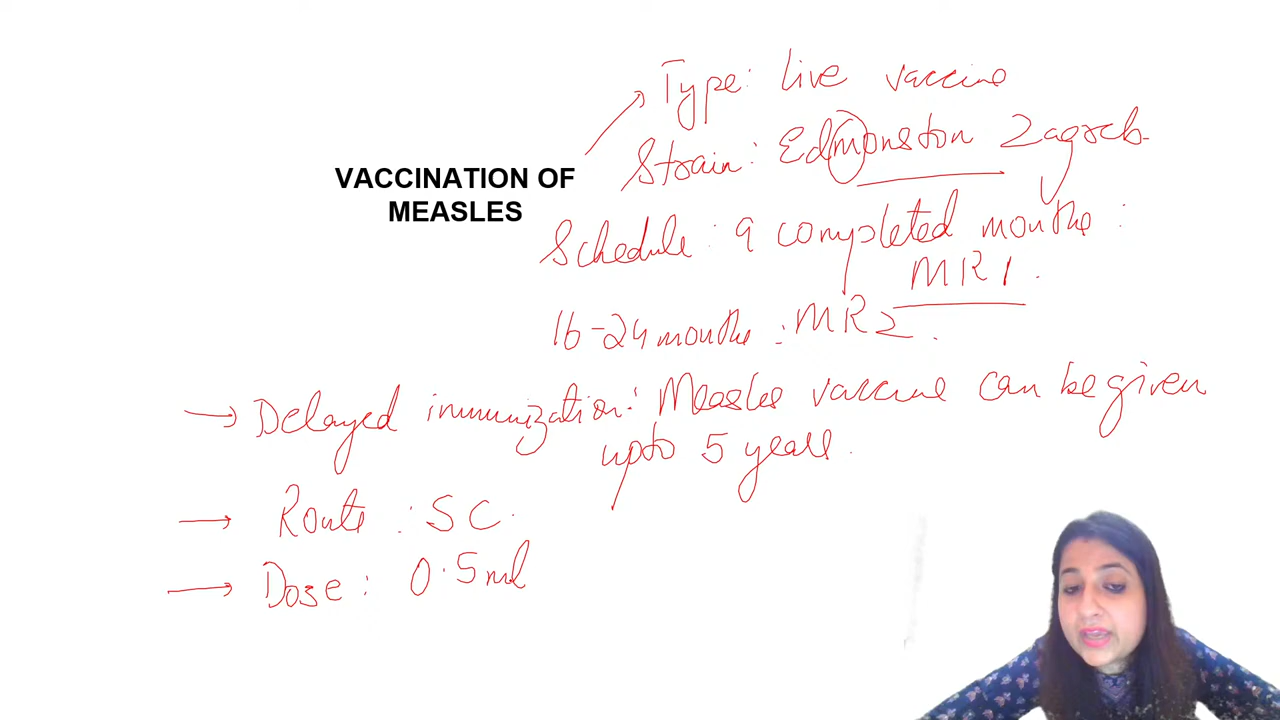 VACCINATION OF
MEASLES
Type: Live vaccine
Strain: Edmonston Zagreb
Schedule: 9 completed months:
MR1.
16-24 months: MR2.
→ Delayed immunization: Measles vaccine can be given
upto 5 years.
→ Route: SC.
→ Dose: 0.5ml